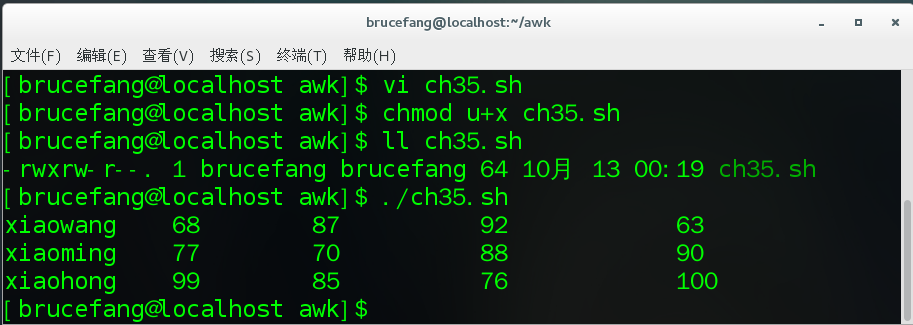 brucefang@localhost:~/awk
文件(F) 编辑(E) 查看(V) 搜索(S) 终端(T) 帮助(H)
[brucefang@localhost awk]$ vi ch35.sh
[brucefang@localhost awk]$ chmod u+x ch35.sh
[brucefang@localhost awk]$ ll ch35.sh
-rwxrw-r--. 1 brucefang brucefang 64 10月 13 00:19 ch35.sh
[brucefang@localhost awk]$ ./ch35.sh
xiaowang 68 87 92 63
xiaoming 77 70 88 90
xiaohong 99 85 76 100
[brucefang@localhost awk]$